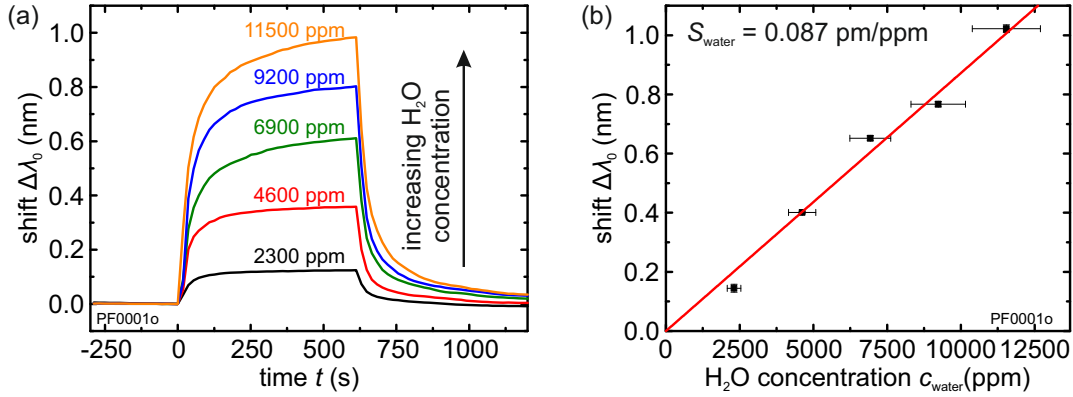 (a)
1.0
0.8
0.6
0.4
0.2
0.0
shift Δλ₀ (nm)
11500 ppm
9200 ppm
6900 ppm
4600 ppm
2300 ppm
increasing H₂O
concentration
PF0001o
-250 0 250 500 750 1000
time t (s)
(b)
1.0
0.8
0.6
0.4
0.2
0.0
shift Δλ₀ (nm)
S_water = 0.087 pm/ppm
PF0001o
0 2500 5000 7500 10000 12500
H₂O concentration c_water(ppm)